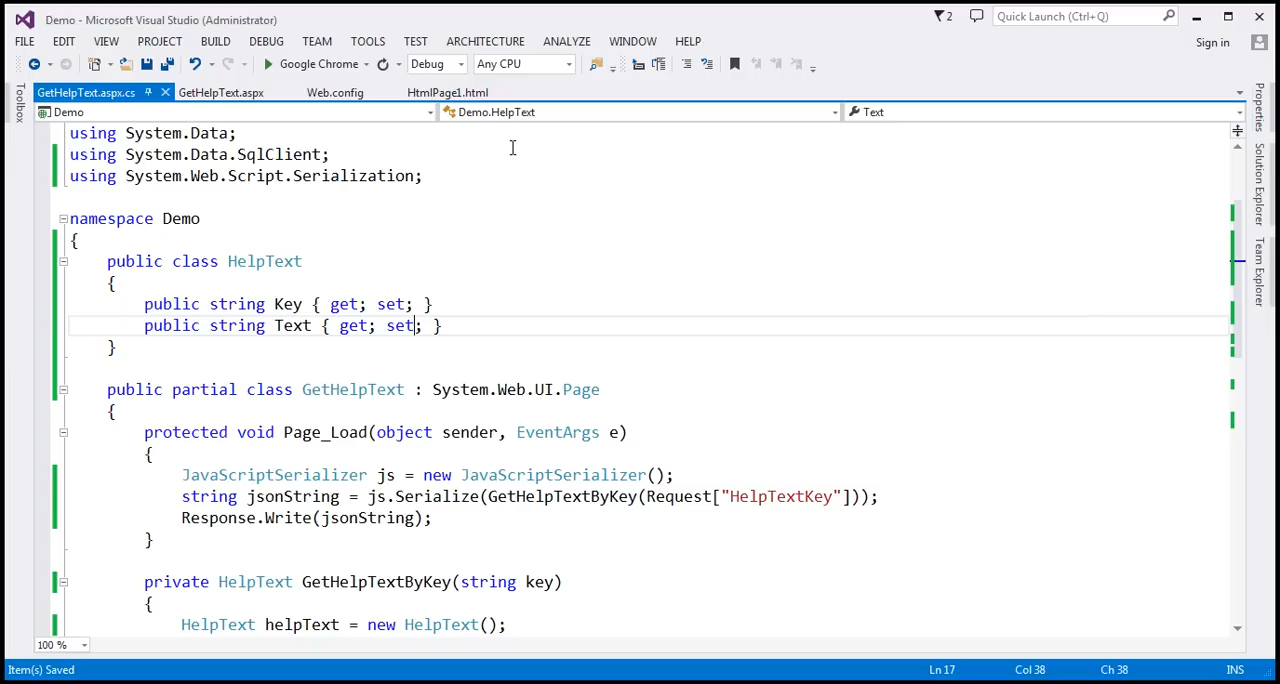 Demo - Microsoft Visual Studio (Administrator)
2
Quick Launch (Ctrl+Q)
FILE EDIT VIEW PROJECT BUILD DEBUG TEAM TOOLS TEST ARCHITECTURE ANALYZE WINDOW HELP
Sign in
Google Chrome Debug Any CPU
Toolbox
GetHelpText.aspx.cs GetHelpText.aspx Web.config HtmlPage1.html
Demo Demo.HelpText Text
using System.Data;
using System.Data.SqlClient;
using System.Web.Script.Serialization;
namespace Demo
{
public class HelpText
{
public string Key { get; set; }
public string Text { get; set; }
}
public partial class GetHelpText : System.Web.UI.Page
{
protected void Page_Load(object sender, EventArgs e)
{
JavaScriptSerializer js = new JavaScriptSerializer();
string jsonString = js.Serialize(GetHelpTextByKey(Request["HelpTextKey"]));
Response.Write(jsonString);
}
private HelpText GetHelpTextByKey(string key)
{
HelpText helpText = new HelpText();
Properties
Solution Explorer
Team Explorer
100 %
Item(s) Saved Ln 17 Col 38 Ch 38 INS